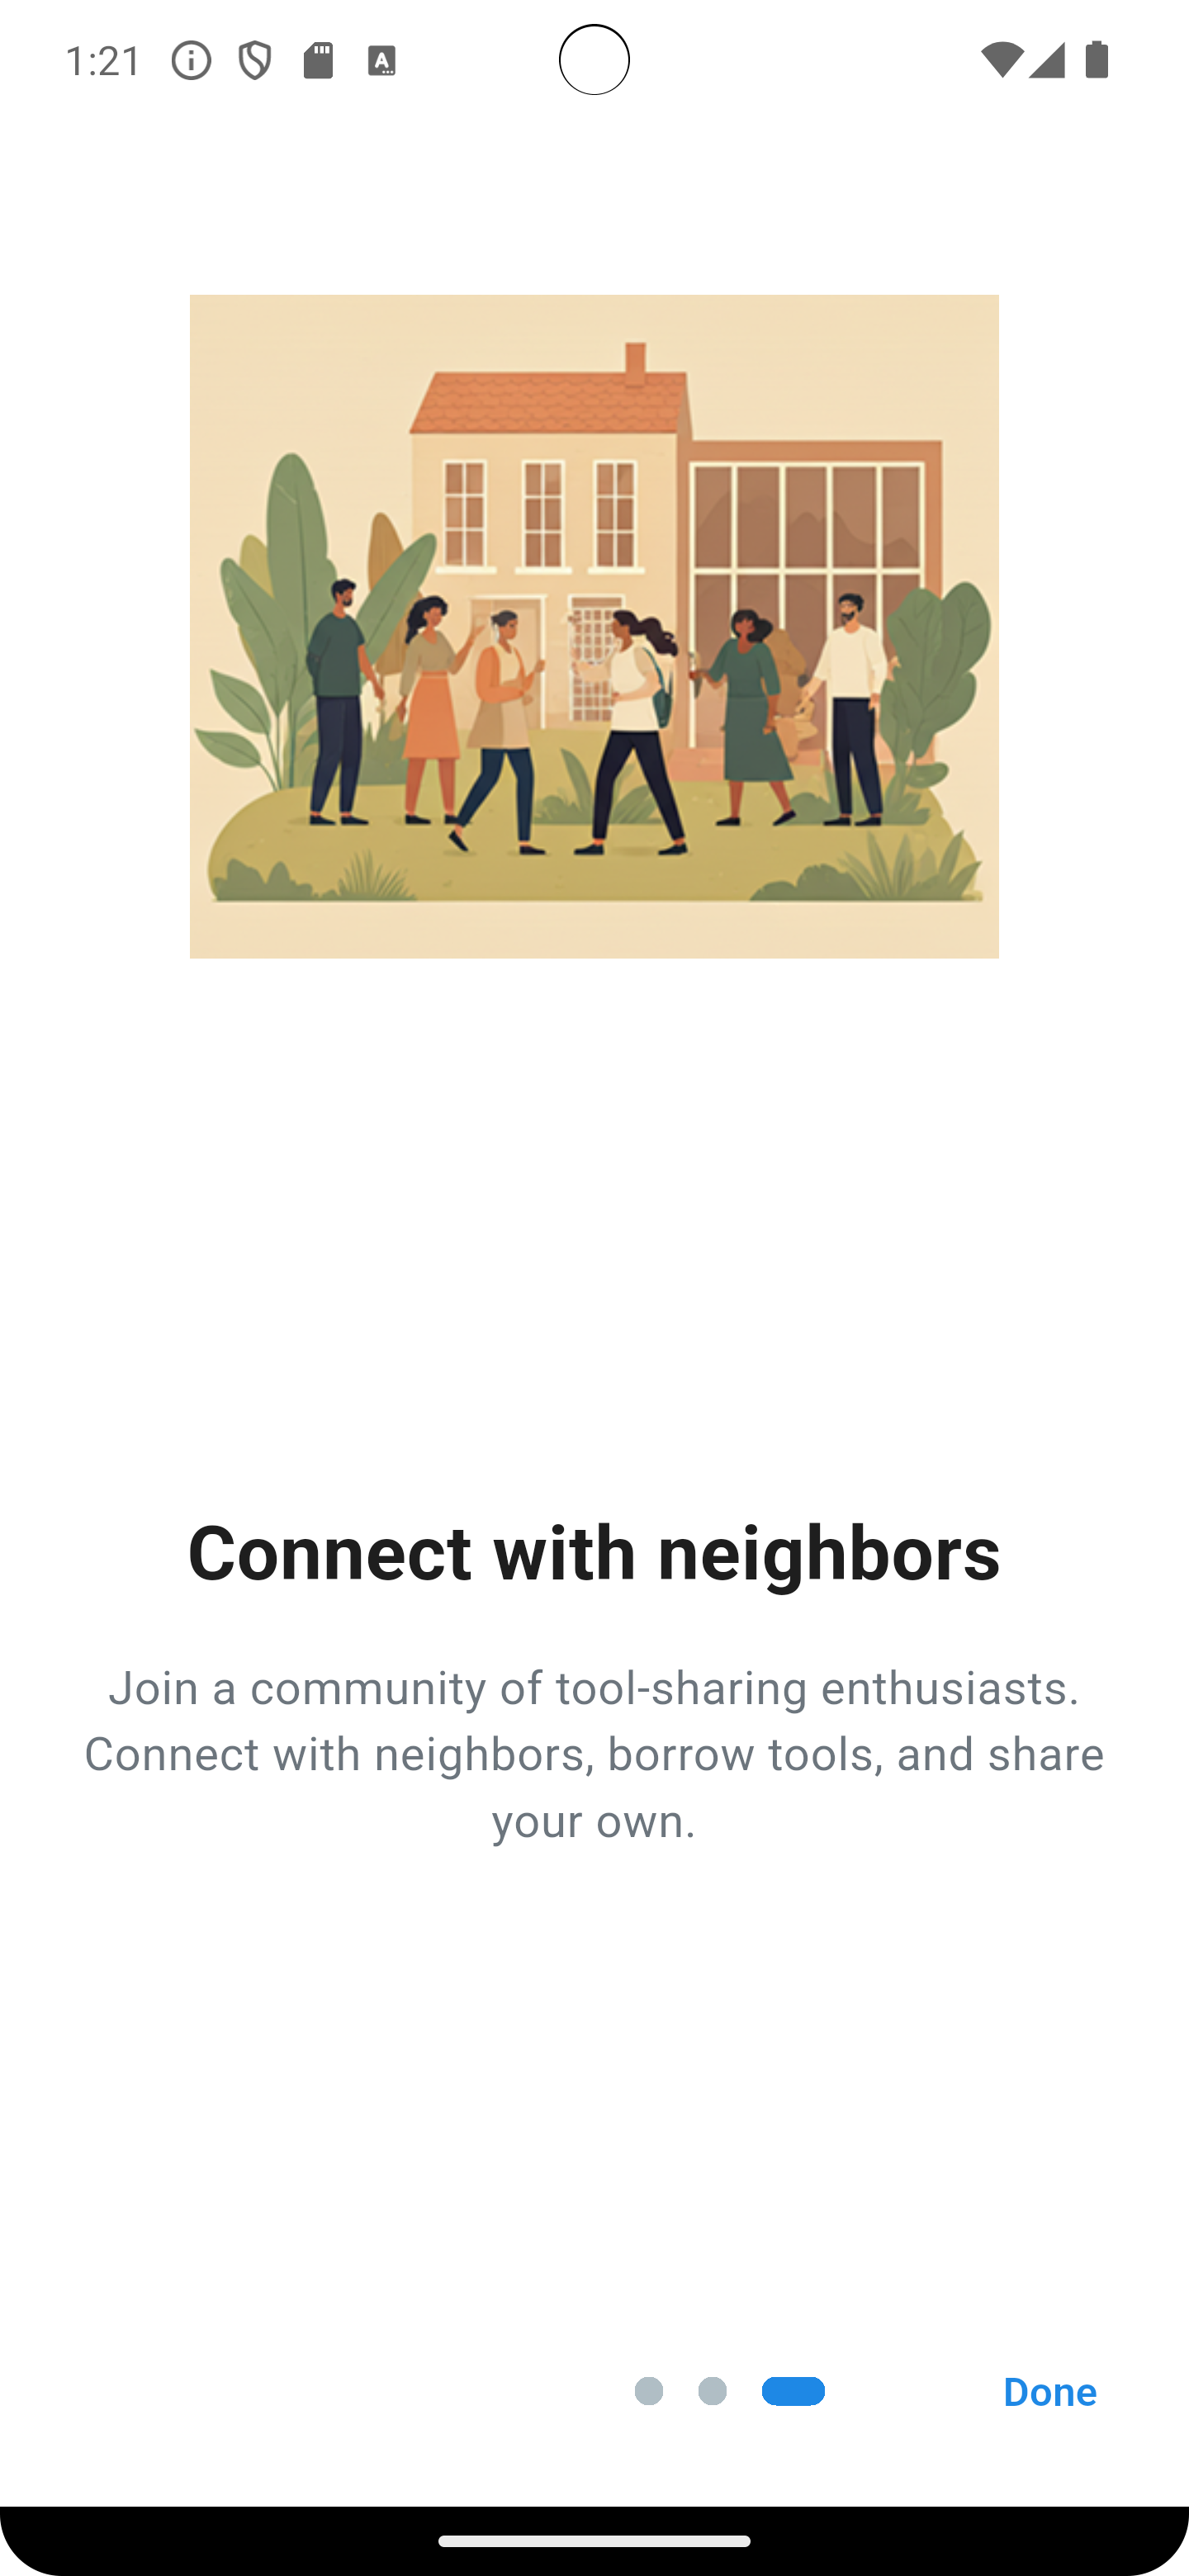 1:21
Connect with neighbors
Join a community of tool-sharing enthusiasts.
Connect with neighbors, borrow tools, and share
your own.
Done